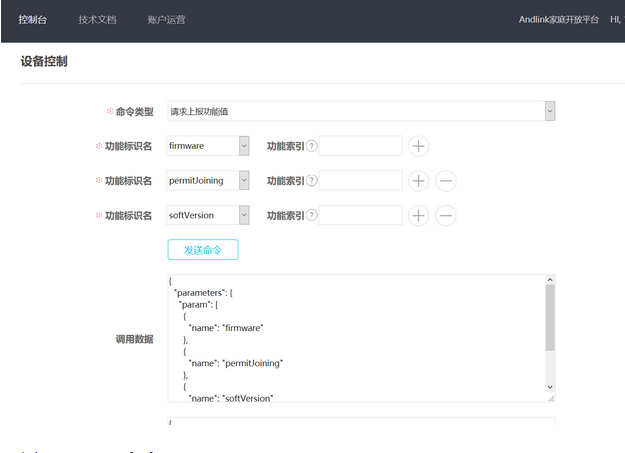 控制台 技术文档 账户运营 Andlink家庭开放平台 HI,
设备控制
※ 命令类型 请求上报功能值
※ 功能标识名 firmware 功能索引 ?
※ 功能标识名 permitJoining 功能索引 ?
※ 功能标识名 softVersion 功能索引 ?
发送命令
调用数据
{
"parameters": {
"param": [
{
"name": "firmware"
},
{
"name": "permitJoining"
},
{
"name": "softVersion"